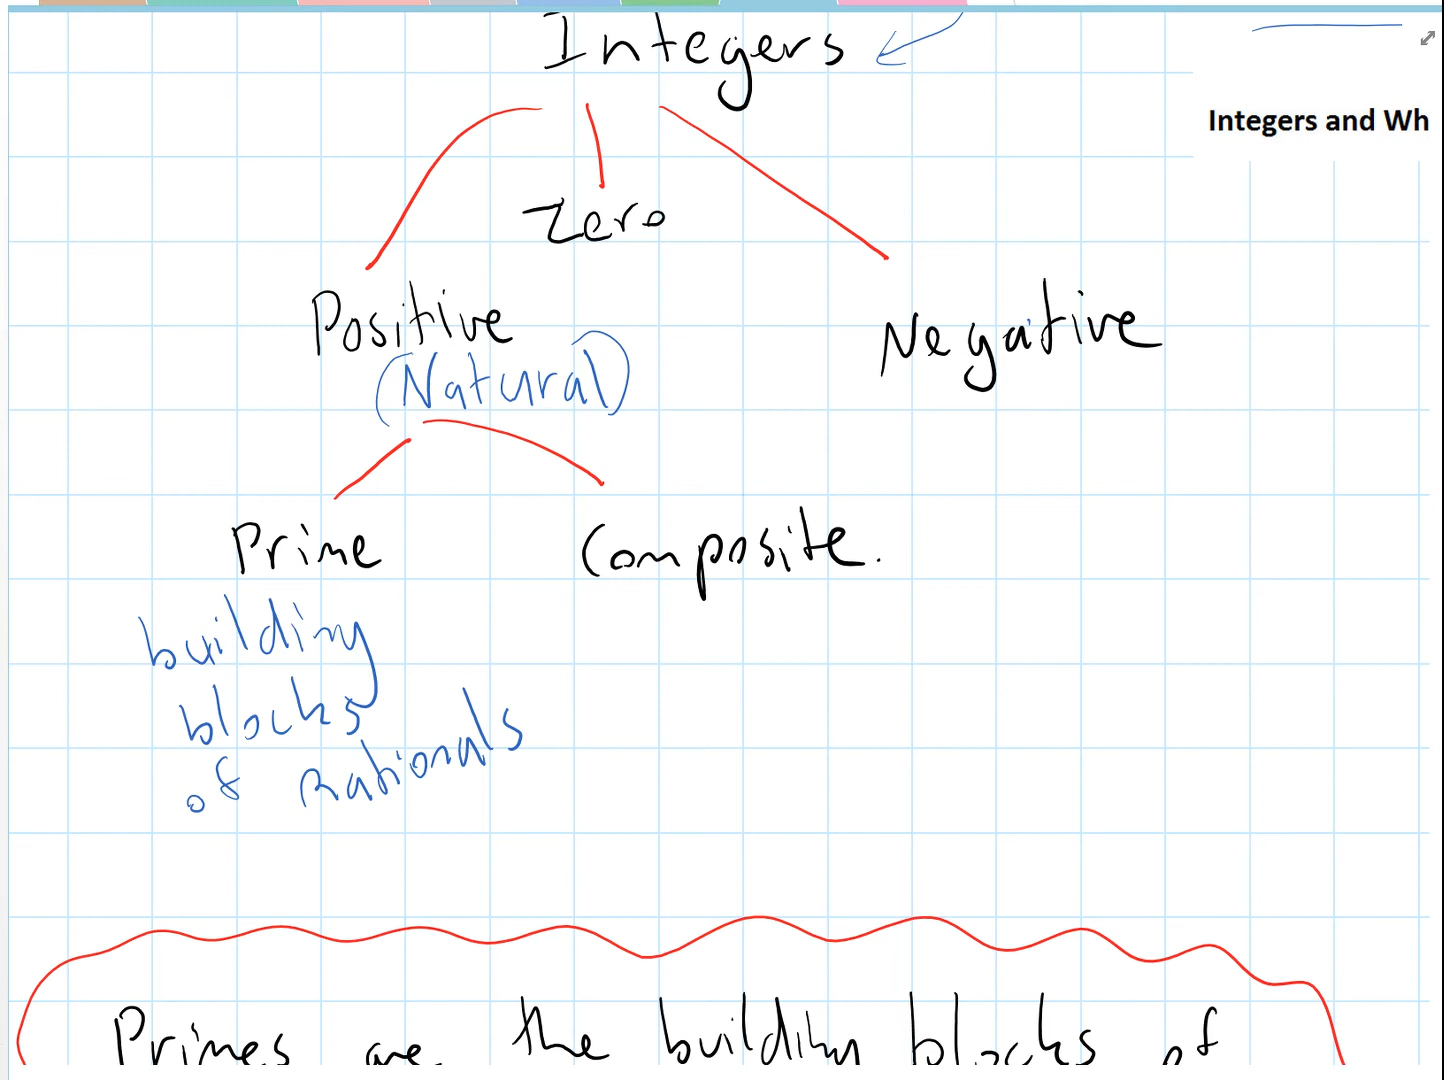 Integers
Integers and Wh
Zero
Positive
Negative
(Natural)
Prime
Composite.
building
blocks
of rationals
Primes are the building blocks of